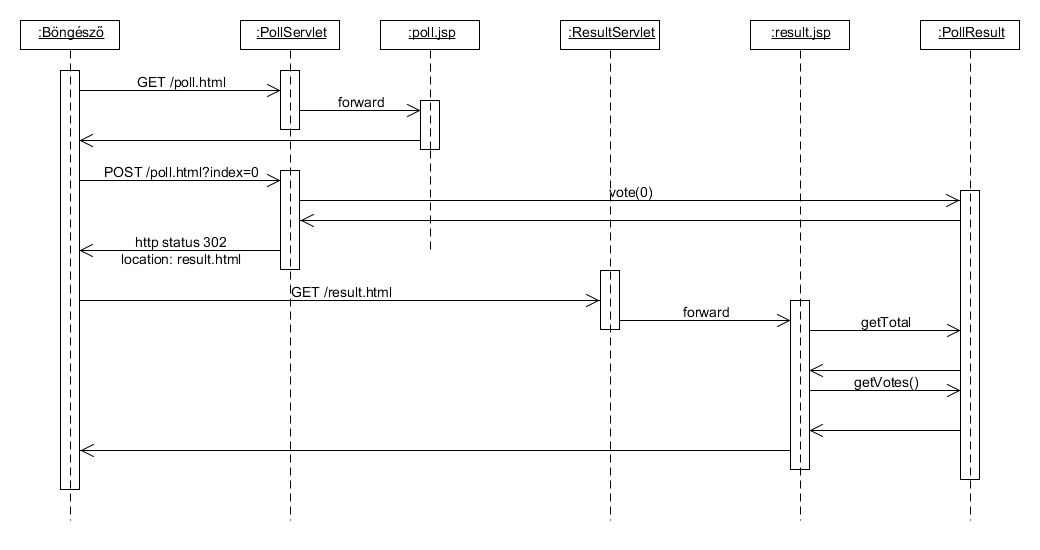 :Böngésző
:PollServlet
:poll.jsp
:ResultServlet
:result.jsp
:PollResult
GET /poll.html
forward
POST /poll.html?index=0
vote(0)
http status 302
location: result.html
GET /result.html
forward
getTotal
getVotes()